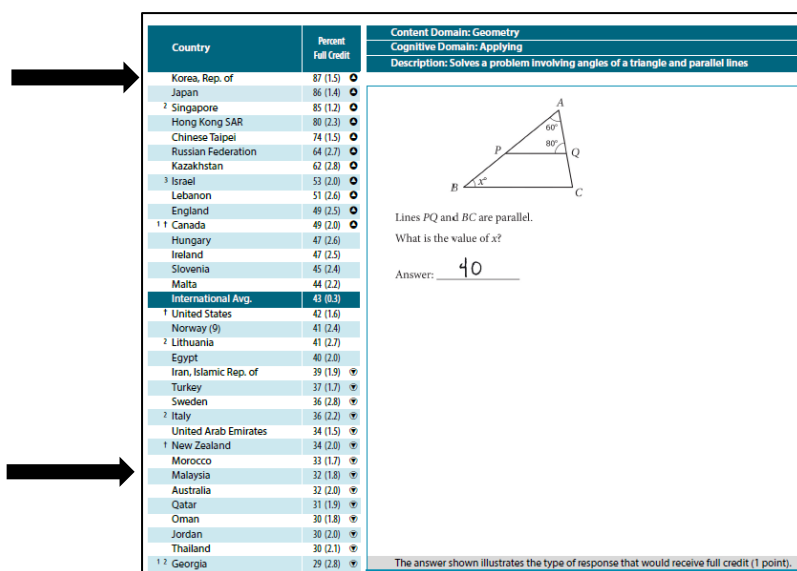 Country
Percent
Full Credit
Korea, Rep. of 87 (1.5)
Japan 86 (1.4)
2 Singapore 85 (1.2)
Hong Kong SAR 80 (2.3)
Chinese Taipei 74 (1.5)
Russian Federation 64 (2.7)
Kazakhstan 62 (2.8)
3 Israel 53 (2.0)
Lebanon 51 (2.6)
England 49 (2.5)
1 † Canada 49 (2.0)
Hungary 47 (2.6)
Ireland 47 (2.5)
Slovenia 45 (2.4)
Malta 44 (2.2)
International Avg. 43 (0.3)
† United States 42 (1.6)
Norway (9) 41 (2.4)
2 Lithuania 41 (2.7)
Egypt 40 (2.0)
Iran, Islamic Rep. of 39 (1.9)
Turkey 37 (1.7)
Sweden 36 (2.8)
2 Italy 36 (2.2)
United Arab Emirates 34 (1.5)
† New Zealand 34 (2.0)
Morocco 33 (1.7)
Malaysia 32 (1.8)
Australia 32 (2.0)
Qatar 31 (1.9)
Oman 30 (1.8)
Jordan 30 (2.0)
Thailand 30 (2.1)
1 2 Georgia 29 (2.8)
Content Domain: Geometry
Cognitive Domain: Applying
Description: Solves a problem involving angles of a triangle and parallel lines
A
60°
80°
P
Q
B
x°
C
Lines PQ and BC are parallel.
What is the value of x?
Answer: 40
The answer shown illustrates the type of response that would receive full credit (1 point).